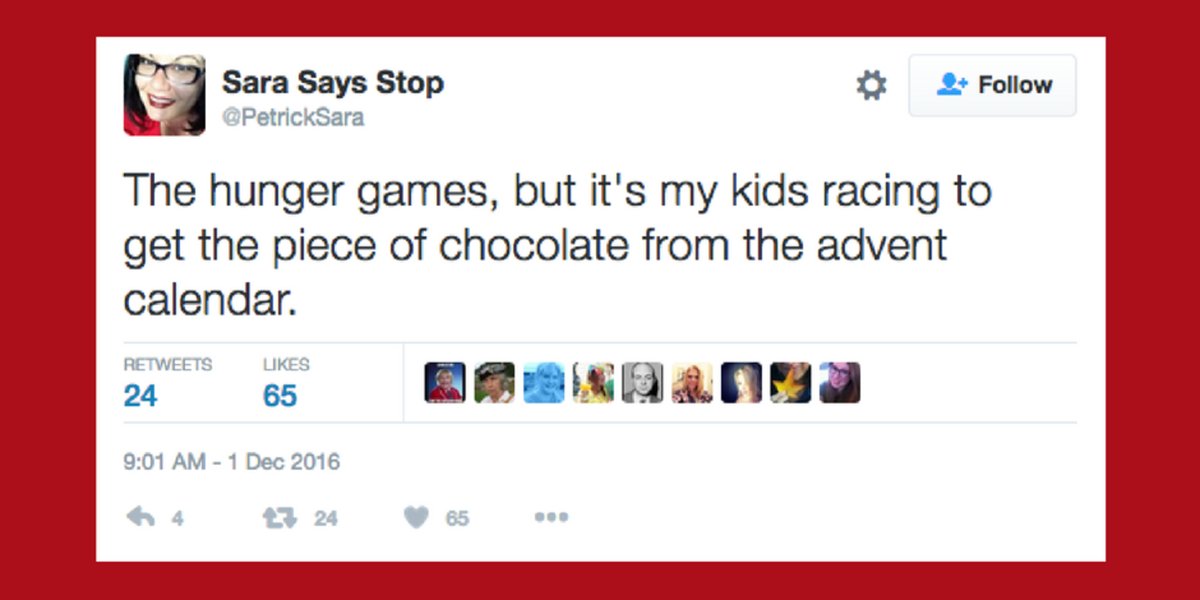 Sara Says Stop
@PetrickSara
Follow
The hunger games, but it's my kids racing to
get the piece of chocolate from the advent
calendar.
RETWEETS LIKES
24 65
9:01 AM - 1 Dec 2016
4 24 65